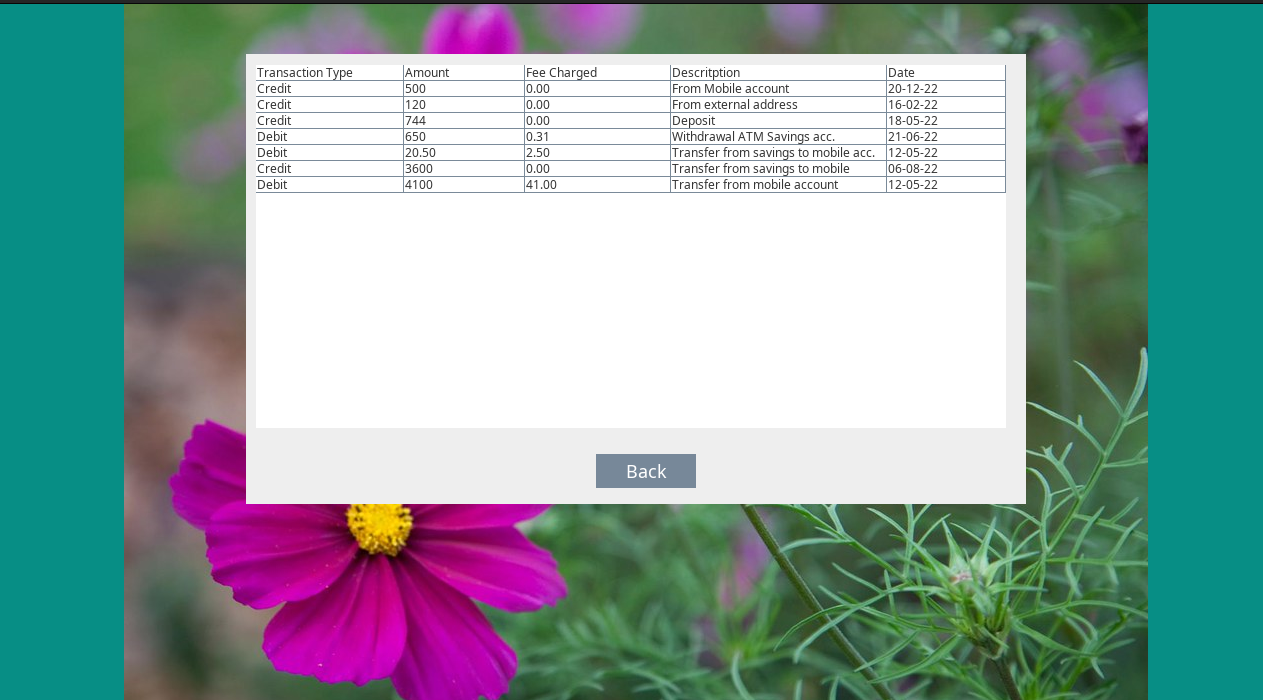 Transaction Type Amount Fee Charged Descritption Date
Credit 500 0.00 From Mobile account 20-12-22
Credit 120 0.00 From external address 16-02-22
Credit 744 0.00 Deposit 18-05-22
Debit 650 0.31 Withdrawal ATM Savings acc. 21-06-22
Debit 20.50 2.50 Transfer from savings to mobile acc. 12-05-22
Credit 3600 0.00 Transfer from savings to mobile 06-08-22
Debit 4100 41.00 Transfer from mobile account 12-05-22
Back